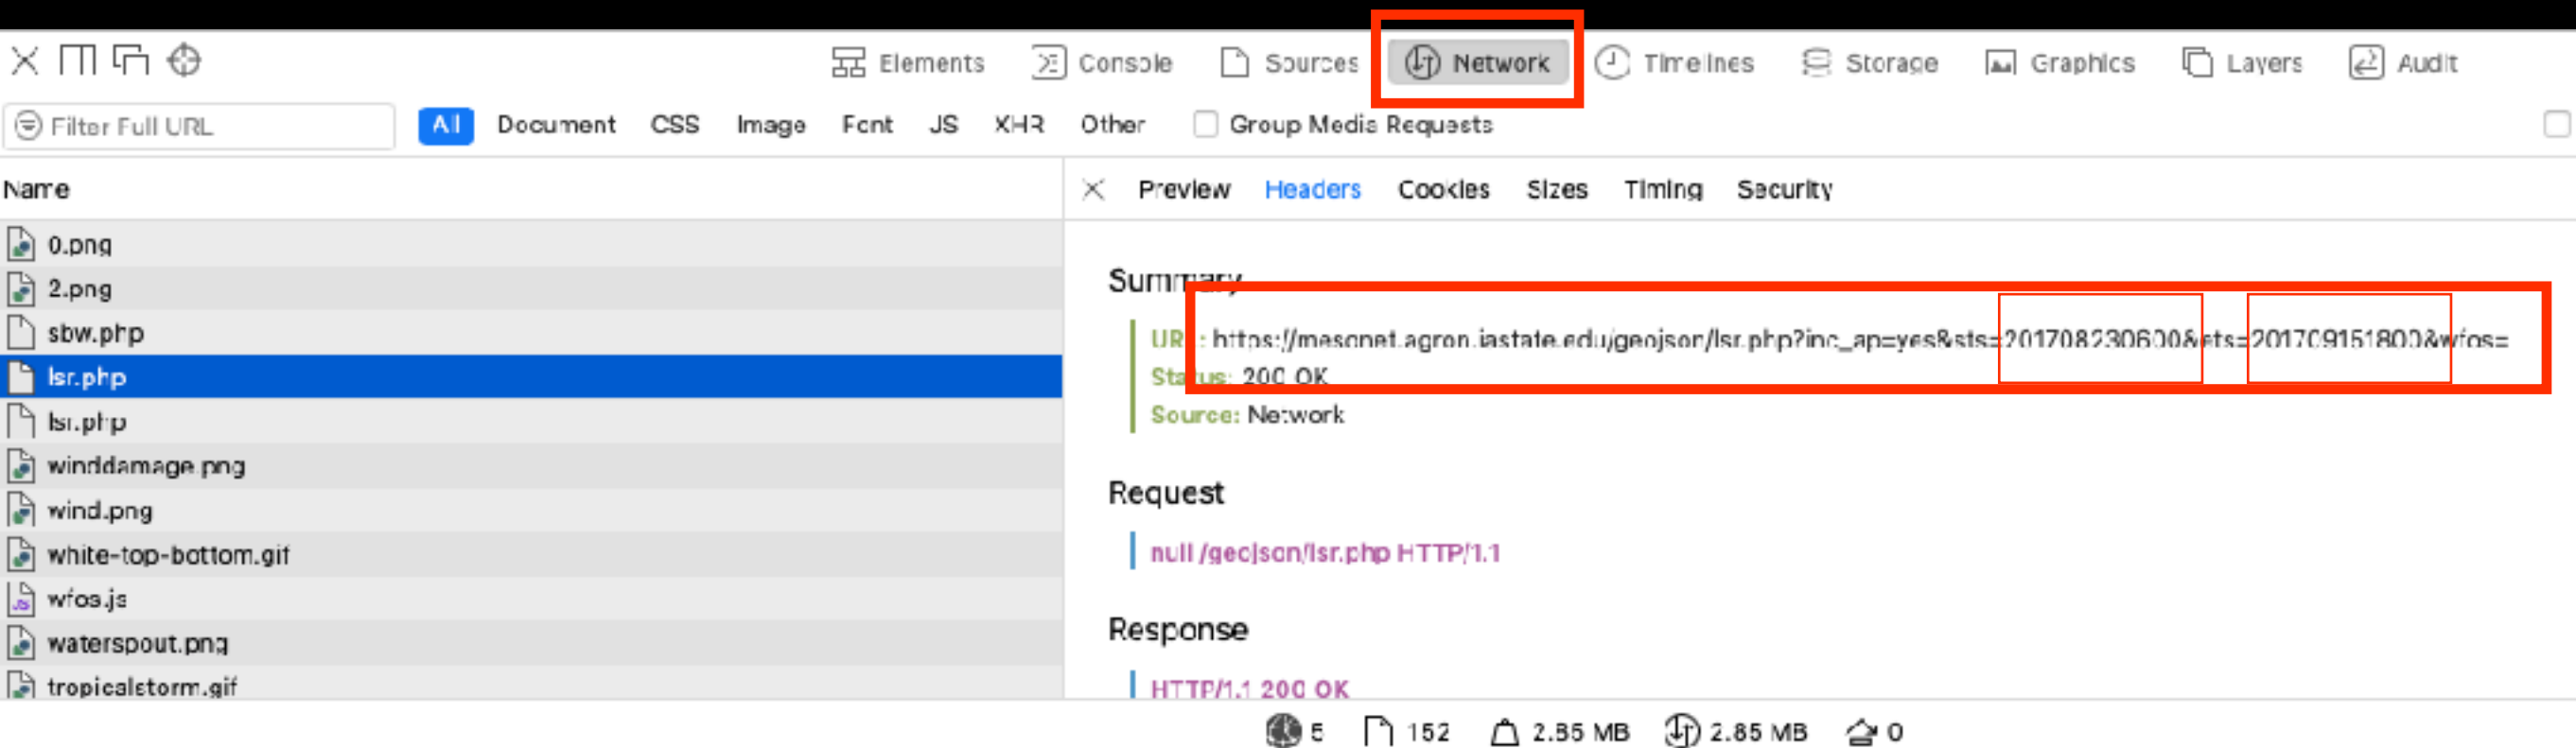 Elements Console Sources Network Timelines Storage Graphics Layers Audit
Filter Full URL All Document CSS Image Font JS XHR Other Group Media Requests
Name
Preview Headers Cookies Sizes Timing Security
0.png
2.png
sbw.php
lsr.php
lsr.php
winddamage.png
wind.png
white-top-bottom.gif
wfos.js
waterspout.png
tropicalstorm.gif
Summary
URL: https://mesonet.agron.iastate.edu/geojson/lsr.php?inc_ap=yes&sts=201708230600&ets=201709151800&wfos=
Status: 200 OK
Source: Network
Request
null /geojson/lsr.php HTTP/1.1
Response
HTTP/1.1 200 OK
5 152 2.85 MB 2.85 MB 0